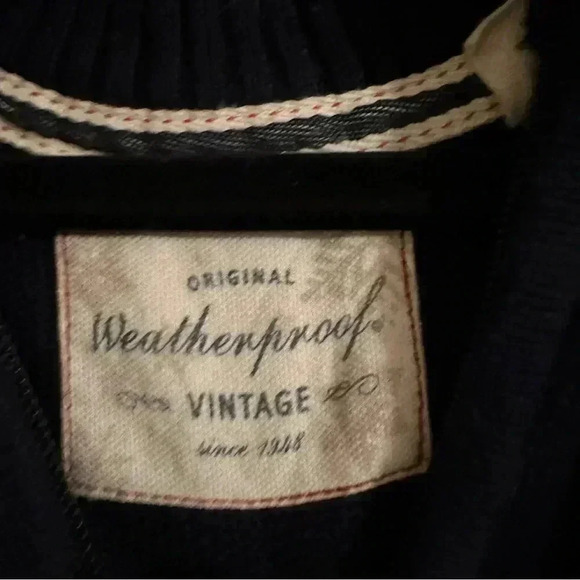 ORIGINAL
Weatherproof
VINTAGE
since 1948